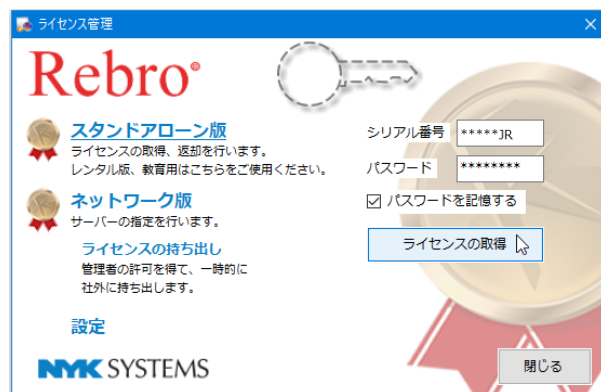 ライセンス管理
Rebro®
スタンドアローン版
ライセンスの取得、返却を行います。
レンタル版、教育用はこちらをご使用ください。
ネットワーク版
サーバーの指定を行います。
ライセンスの持ち出し
管理者の許可を得て、一時的に
社外に持ち出します。
設定
NYK SYSTEMS
シリアル番号 *****JR
パスワード ********
パスワードを記憶する
ライセンスの取得
閉じる